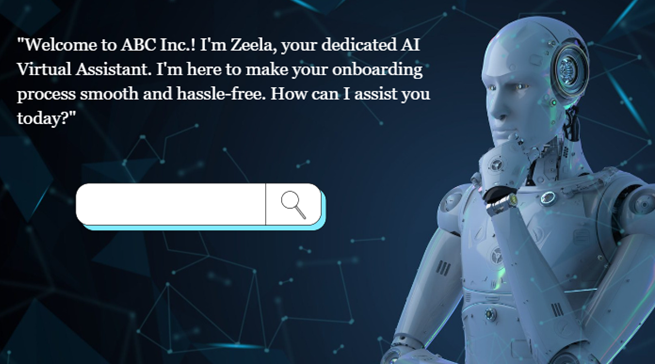 "Welcome to ABC Inc.! I'm Zeela, your dedicated AI
Virtual Assistant. I'm here to make your onboarding
process smooth and hassle-free. How can I assist you
today?"